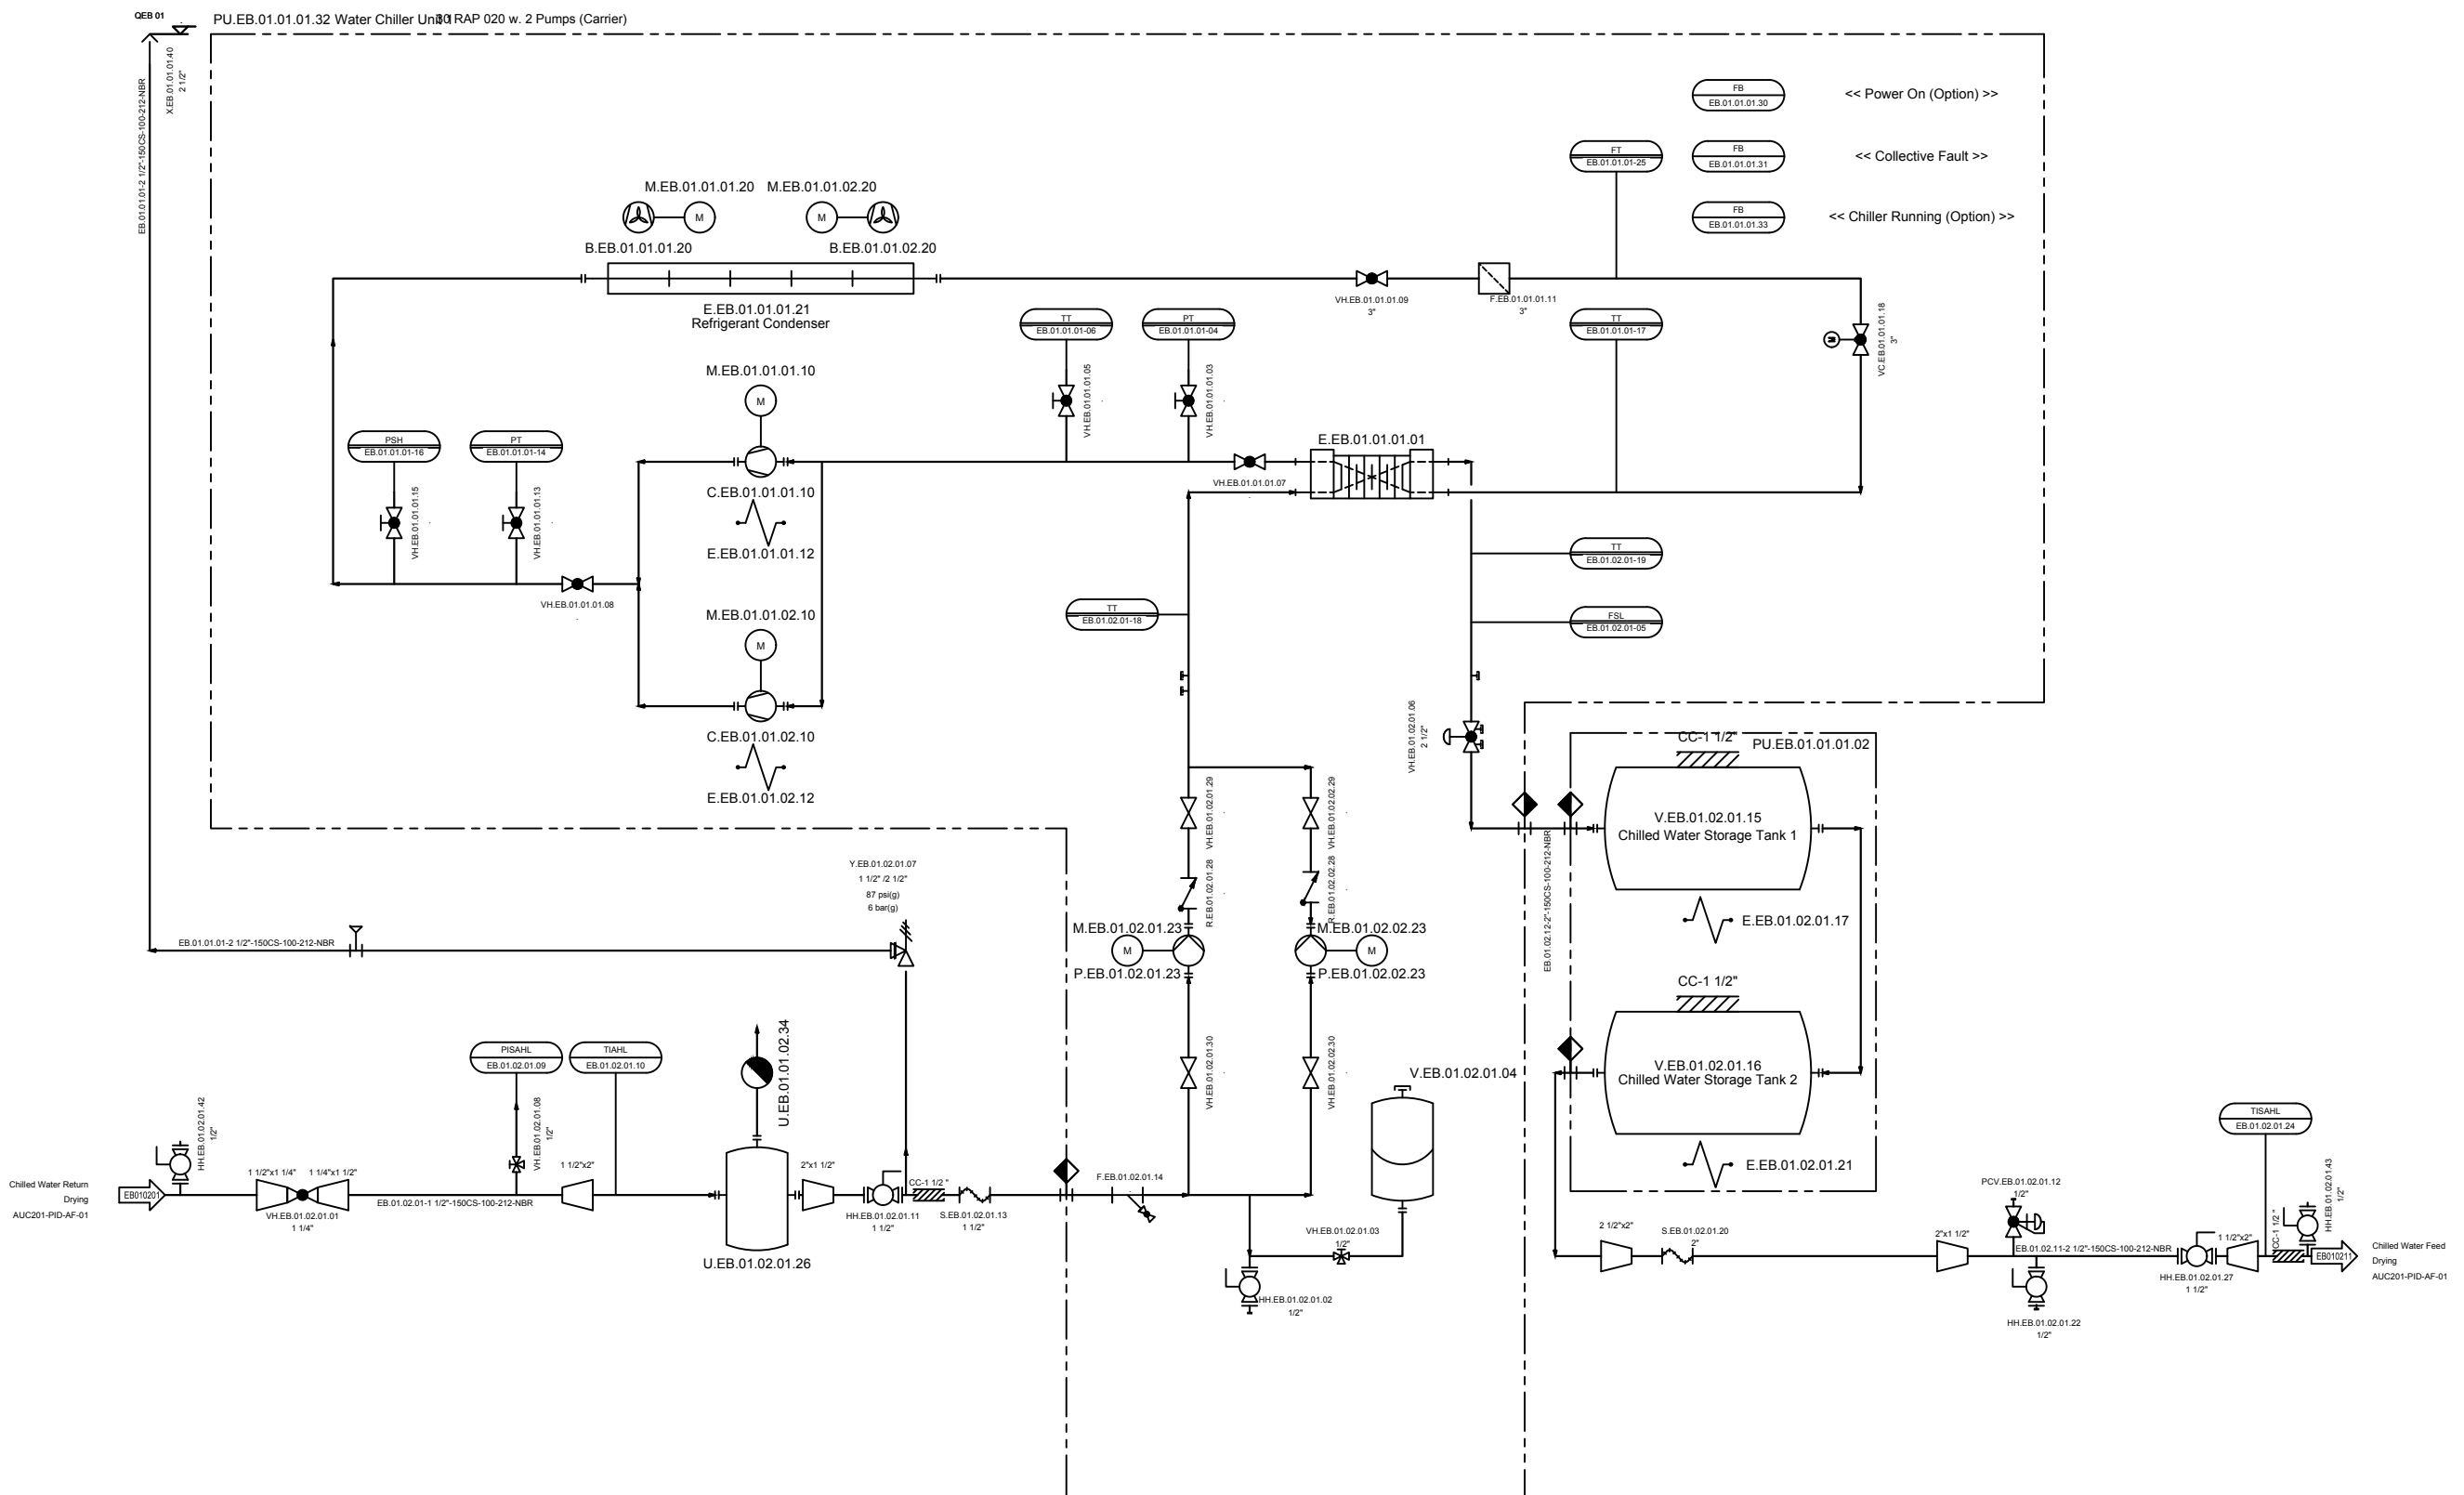 QEB 01
PU.EB.01.01.01.32 Water Chiller Unit 1
30 RAP 020 w. 2 Pumps (Carrier)
X.EB.01.01.01.40
2 1/2"
EB.01.01.01-2 1/2"-150CS-100-212-NBR
FB
EB.01.01.01.30
<< Power On (Option) >>
FT
EB.01.01.01-25
FB
EB.01.01.01.31
<< Collective Fault >>
FB
EB.01.01.01.33
<< Chiller Running (Option) >>
M.EB.01.01.01.20
M.EB.01.01.02.20
M
M
B.EB.01.01.01.20
B.EB.01.01.02.20
E.EB.01.01.01.21
Refrigerant Condenser
VH.EB.01.01.01.09
3"
F.EB.01.01.01.11
3"
TT
EB.01.01.01-06
PT
EB.01.01.01-04
TT
EB.01.01.01-17
VC.EB.01.01.01.18
3"
M
VH.EB.01.01.01.05
VH.EB.01.01.01.03
M.EB.01.01.01.10
M
PSH
EB.01.01.01-16
PT
EB.01.01.01-14
E.EB.01.01.01.01
VH.EB.01.01.01.07
C.EB.01.01.01.10
VH.EB.01.01.01.15
VH.EB.01.01.01.13
E.EB.01.01.01.12
TT
EB.01.02.01-19
VH.EB.01.01.01.08
M.EB.01.01.02.10
M
TT
EB.01.02.01-18
FSL
EB.01.02.01-05
C.EB.01.01.02.10
E.EB.01.01.02.12
VH.EB.01.02.01.06
2 1/2"
CC-1 1/2"
PU.EB.01.01.01.02
V.EB.01.02.01.15
Chilled Water Storage Tank 1
E.EB.01.02.01.17
EB.01.02.12-2"-150CS-100-212-NBR
VH.EB.01.02.01.29
VH.EB.01.02.02.29
R.EB.01.02.01.28
R.EB.01.02.02.28
Y.EB.01.02.01.07
1 1/2" /2 1/2"
87 psi(g)
6 bar(g)
M.EB.01.02.01.23
M.EB.01.02.02.23
M
M
P.EB.01.02.01.23
P.EB.01.02.02.23
EB.01.01.01-2 1/2"-150CS-100-212-NBR
CC-1 1/2"
V.EB.01.02.01.16
Chilled Water Storage Tank 2
E.EB.01.02.01.21
U.EB.01.01.02.34
PISAHL
EB.01.02.01.09
TIAHL
EB.01.02.01.10
VH.EB.01.02.01.30
VH.EB.01.02.02.30
V.EB.01.02.01.04
TISAHL
EB.01.02.01.24
HH.EB.01.02.01.42
1/2"
VH.EB.01.02.01.08
1/2"
1 1/2"x1 1/4"
1 1/4"x1 1/2"
1 1/2"x2"
2"x1 1/2"
CC-1 1/2 "
F.EB.01.02.01.14
Chilled Water Return
Drying
AUC201-PID-AF-01
EB010201
VH.EB.01.02.01.01
1 1/4"
EB.01.02.01-1 1/2"-150CS-100-212-NBR
HH.EB.01.02.01.11
1 1/2"
S.EB.01.02.01.13
1 1/2"
U.EB.01.02.01.26
VH.EB.01.02.01.03
1/2"
HH.EB.01.02.01.02
1/2"
2 1/2"x2"
S.EB.01.02.01.20
2"
2"x1 1/2"
PCV.EB.01.02.01.12
1/2"
EB.01.02.11-2 1/2"-150CS-100-212-NBR
HH.EB.01.02.01.22
1/2"
HH.EB.01.02.01.27
1 1/2"
1 1/2"x2"
CC-1 1/2 "
HH.EB.01.02.01.43
1/2"
EB010211
Chilled Water Feed
Drying
AUC201-PID-AF-01